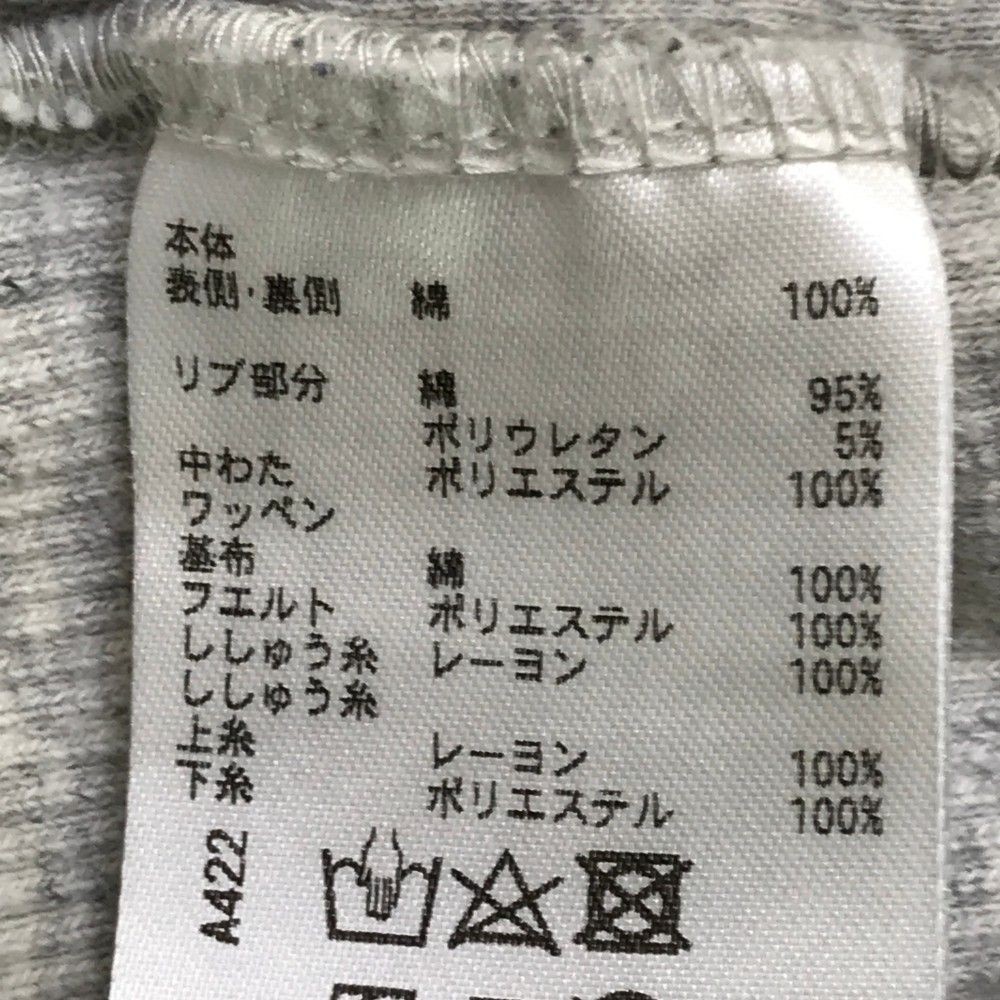 本体
表側・裏側 綿 100%
リブ部分 綿 95%
ポリウレタン 5%
中わた ポリエステル 100%
ワッペン
基布 綿 100%
フエルト ポリエステル 100%
ししゅう糸 レーヨン 100%
ししゅう糸
上糸 レーヨン 100%
下糸 ポリエステル 100%
A422